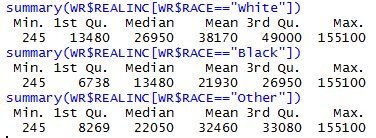 summary(WR$REALINC[WR$RACE=="white"])
Min. 1st Qu. Median Mean 3rd Qu. Max.
245 13480 26950 38170 49000 155100
summary(WR$REALINC[WR$RACE=="Black"])
Min. 1st Qu. Median Mean 3rd Qu. Max.
245 6738 13480 21930 26950 155100
summary(WR$REALINC[WR$RACE=="Other"])
Min. 1st Qu. Median Mean 3rd Qu. Max.
245 8269 22050 32460 33080 155100